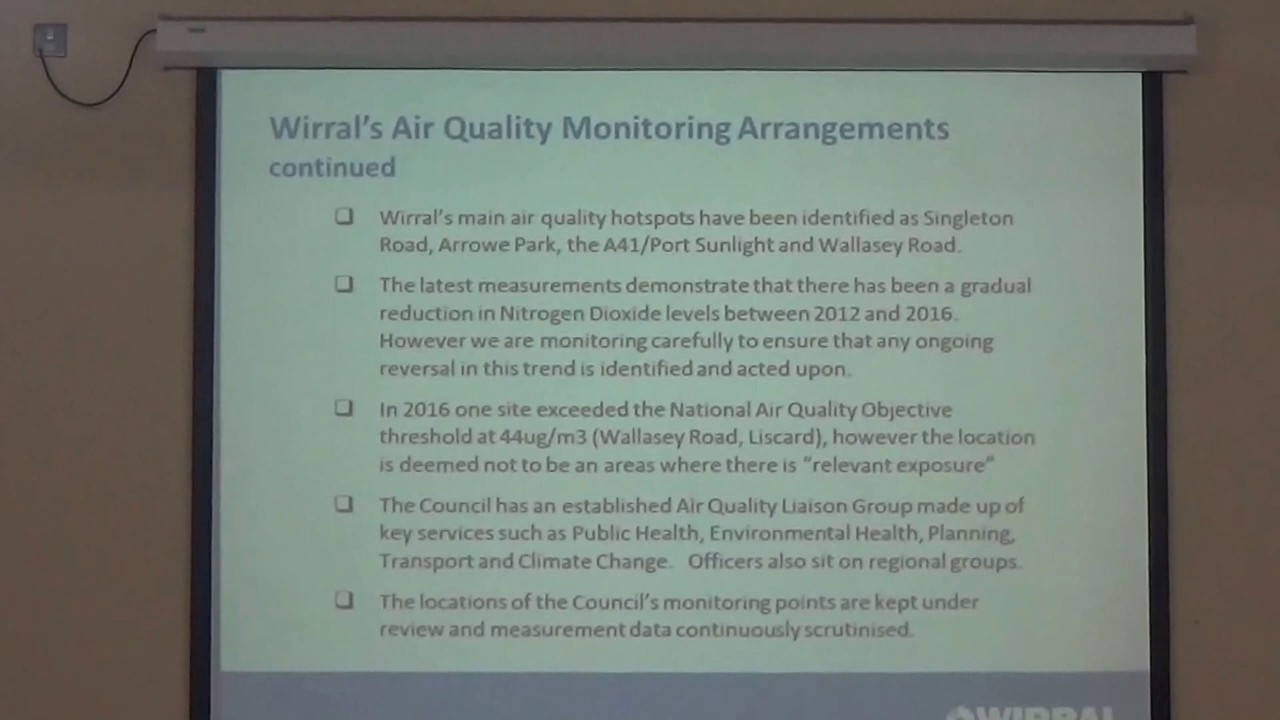 Wirral's Air Quality Monitoring Arrangements
continued
Wirral's main air quality hotspots have been identified as Singleton
Road, Arrowe Park, the A41/Port Sunlight and Wallasey Road.
The latest measurements demonstrate that there has been a gradual
reduction in Nitrogen Dioxide levels between 2012 and 2016.
However we are monitoring carefully to ensure that any ongoing
reversal in this trend is identified and acted upon.
In 2016 one site exceeded the National Air Quality Objective
threshold at 44ug/m3 (Wallasey Road, Liscard), however the location
is deemed not to be an areas where there is "relevant exposure"
The Council has an established Air Quality Liaison Group made up of
key services such as Public Health, Environmental Health, Planning,
Transport and Climate Change. Officers also sit on regional groups.
The locations of the Council's monitoring points are kept under
review and measurement data continuously scrutinised.
WIRRAL